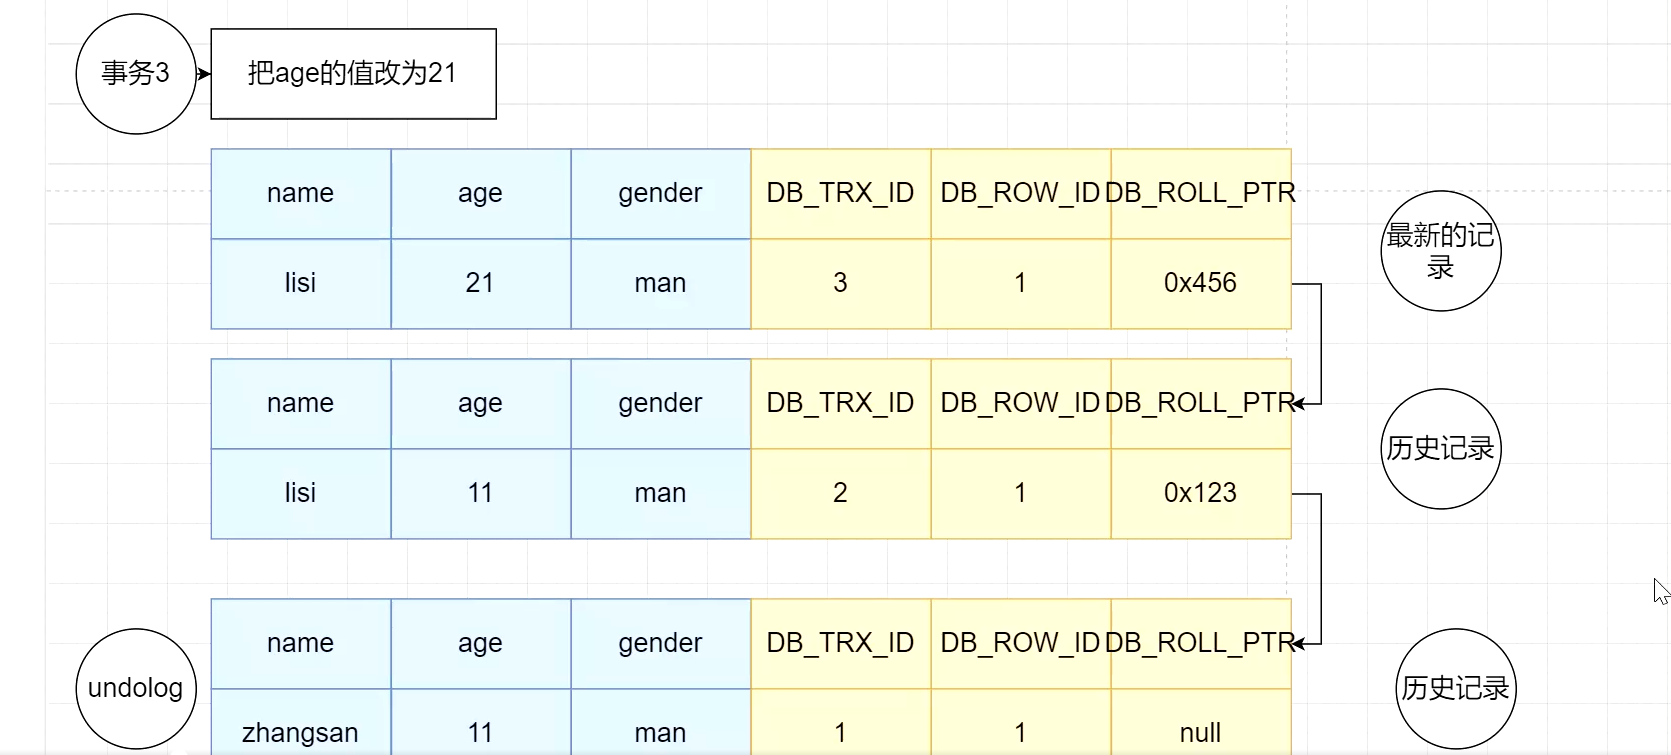 事务3
把age的值改为21
name age gender DB_TRX_ID DB_ROW_ID DB_ROLL_PTR
lisi 21 man 3 1 0x456
最新的记
录
name age gender DB_TRX_ID DB_ROW_ID DB_ROLL_PTR
lisi 11 man 2 1 0x123
历史记录
name age gender DB_TRX_ID DB_ROW_ID DB_ROLL_PTR
undolog
zhangsan 11 man 1 1 null
历史记录